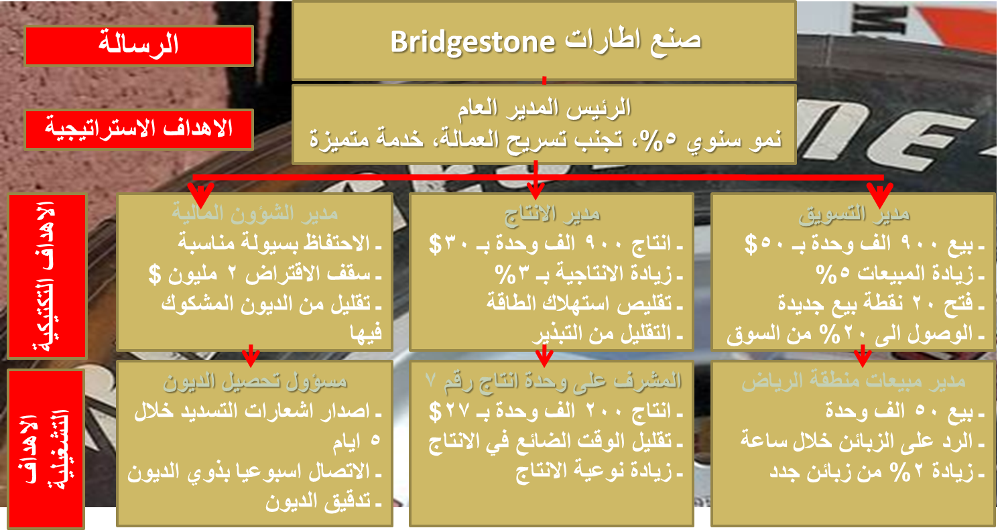 صنع اطارات Bridgestone
الرسالة
الرئيس المدير العام
نمو سنوي ٥%، تجنب تسريح العمالة، خدمة متميزة
الاهداف الاستراتيجية
مدير التسويق
ـ بيع ٩٠٠ الف وحدة بـ ٥٠$
ـ زيادة المبيعات ٥%
ـ فتح ٢٠ نقطة بيع جديدة
ـ الوصول الى ٢٠% من السوق
مدير الانتاج
ـ انتاج ٩٠٠ الف وحدة بـ ٣٠$
ـ زيادة الانتاجية بـ ٣%
ـ تقليص استهلاك الطاقة
ـ التقليل من التبذير
مدير الشؤون المالية
ـ الاحتفاظ بسيولة مناسبة
ـ سقف الاقتراض ٢ مليون $
ـ تقليل من الديون المشكوك
فيها
الاهداف التكتيكية
مدير مبيعات منطقة الرياض
ـ بيع ٥٠ الف وحدة
ـ الرد على الزبائن خلال ساعة
ـ زيادة ٢% من زبائن جدد
المشرف على وحدة انتاج رقم ٧
ـ انتاج ٢٠٠ الف وحدة بـ ٢٧$
ـ تقليل الوقت الضائع في الانتاج
ـ زيادة نوعية الانتاج
مسؤول تحصيل الديون
ـ اصدار اشعارات التسديد خلال
٥ ايام
ـ الاتصال اسبوعيا بذوي الديون
ـ تدقيق الديون
الاهداف
التشغيلية